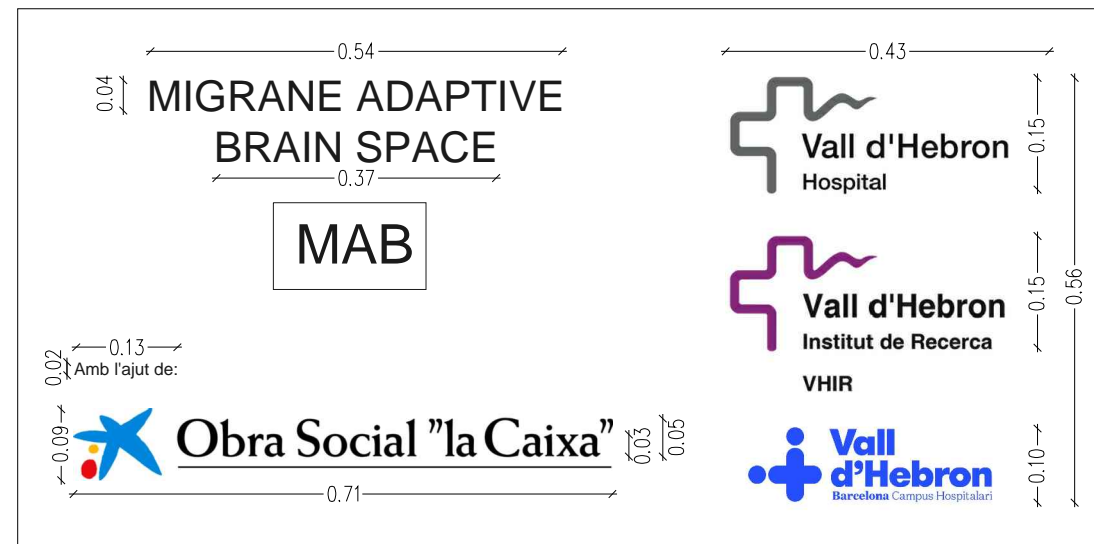 0.54
0.04
MIGRANE ADAPTIVE
BRAIN SPACE
0.37
MAB
0.13
0.02
Amb l'ajut de:
0.09
Obra Social "la Caixa"
0.03
0.05
0.71
0.43
Vall d'Hebron
Hospital
0.15
Vall d'Hebron
Institut de Recerca
VHIR
0.15
0.56
Vall
d'Hebron
Barcelona Campus Hospitalari
0.10